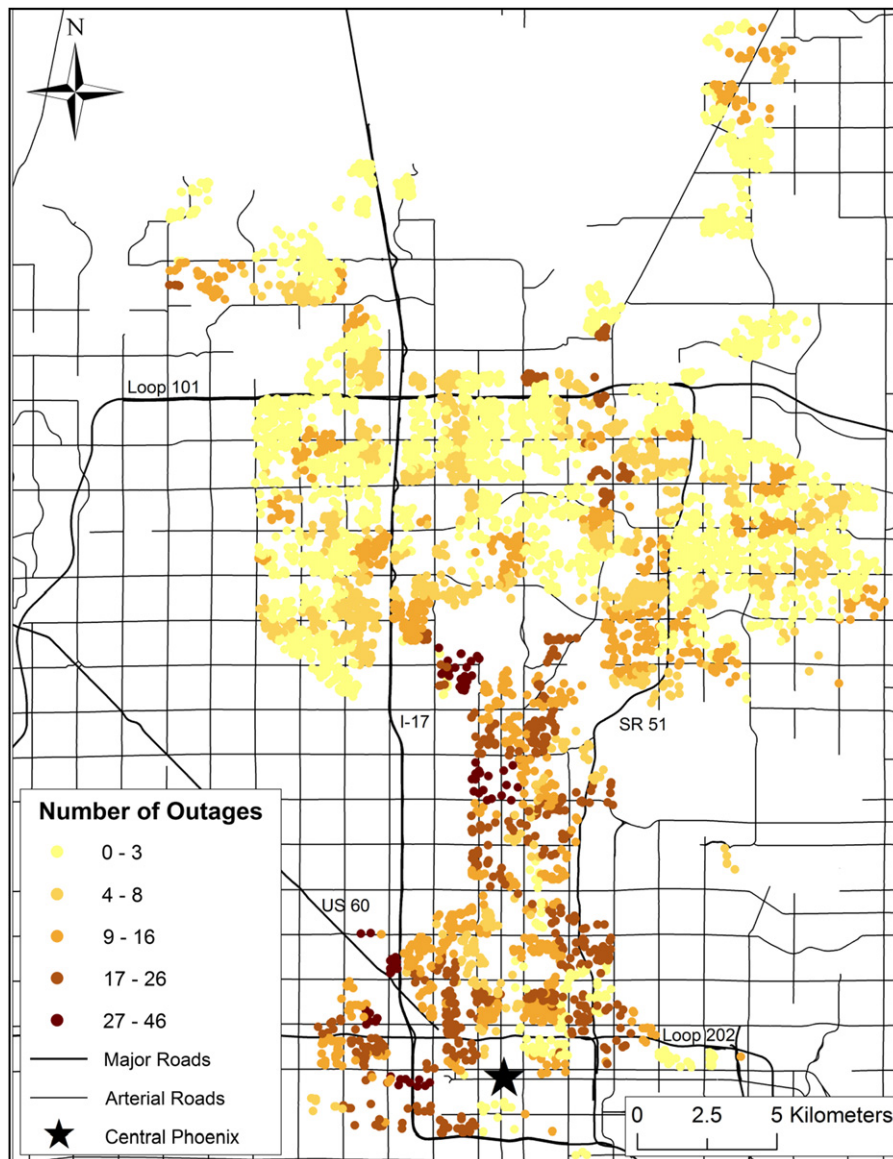 N
Loop 101
I-17
SR 51
Number of Outages
0 - 3
4 - 8
9 - 16
17 - 26
27 - 46
Major Roads
Arterial Roads
Central Phoenix
US 60
Loop 202
0 2.5 5 Kilometers